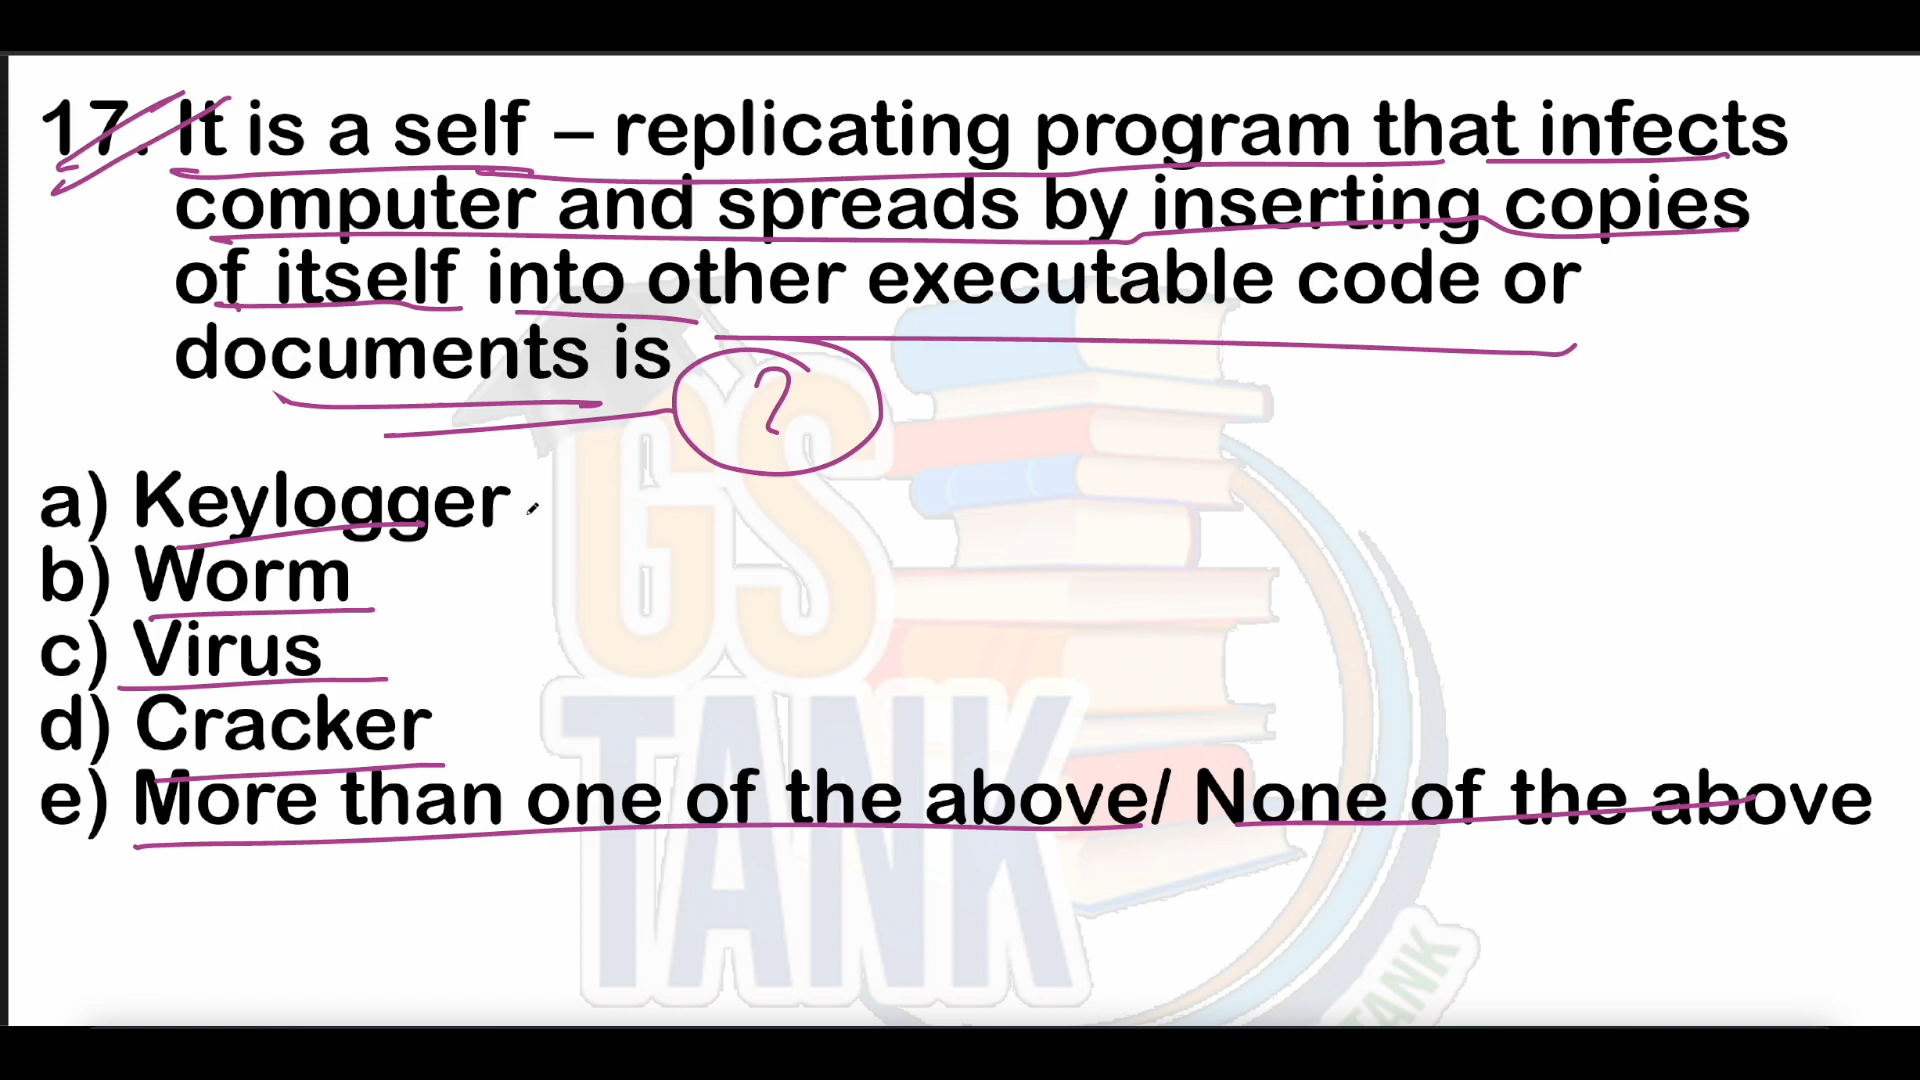 17. It is a self – replicating program that infects
computer and spreads by inserting copies
of itself into other executable code or
documents is
?
a) Keylogger
b) Worm
c) Virus
d) Cracker
e) More than one of the above/ None of the above
GS
TANK
TANK